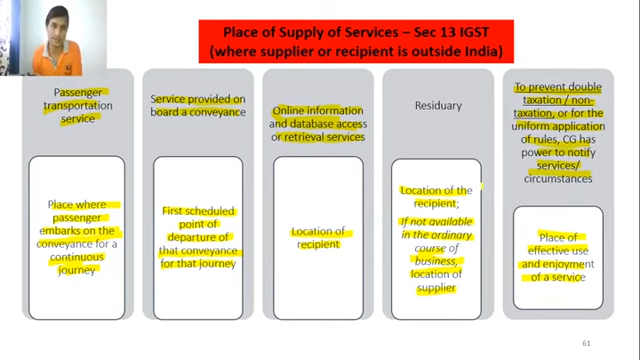 Place of Supply of Services – Sec 13 IGST
(where supplier or recipient is outside India)
Passenger
transportation
service
Place where
passenger
embarks on the
conveyance for a
continuous
journey
Service provided on
board a conveyance
First scheduled
point of
departure of
that conveyance
for that journey
Online information
and database access
or retrieval services
Location of
recipient
Residuary
Location of the
recipient;
If not available
in the ordinary
course of
business,
location of
supplier
To prevent double
taxation / non-
taxation, or for the
uniform application
of rules, CG has
power to notify
services/
circumstances
Place of
effective use
and enjoyment
of a service
61